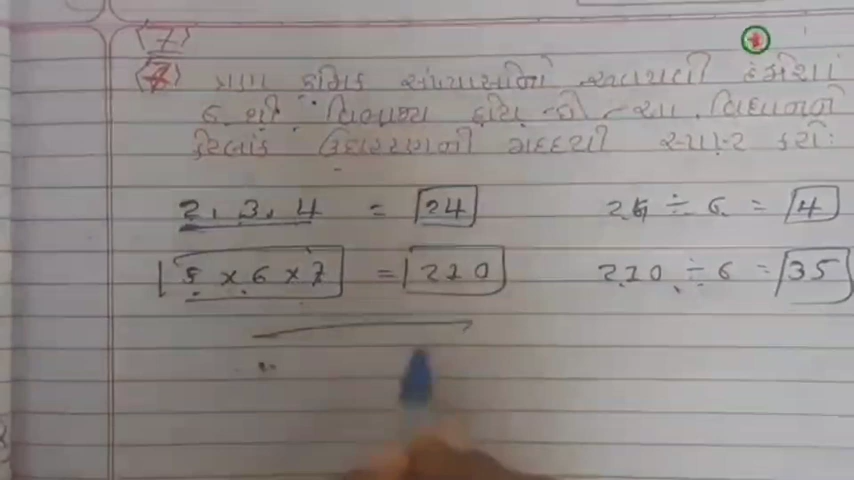 (7)
ત્રણ ક્રમિક સંખ્યાઓનો ગુણાકાર હંમેશાં
6 થી વિભાજ્ય હોય છે આ વિધાનને
કેટલાંક ઉદાહરણની મદદથી સ્પષ્ટ કરો:
2, 3, 4 = 24 24 ÷ 6 = 4
5 × 6 × 7 = 210 210 ÷ 6 = 35